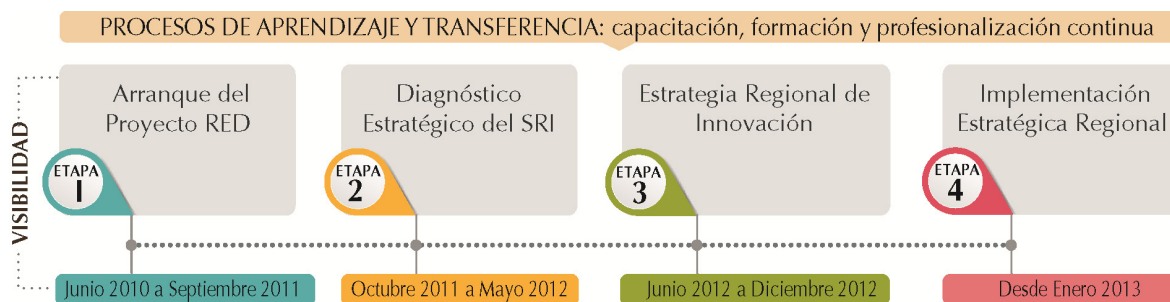 PROCESOS DE APRENDIZAJE Y TRANSFERENCIA: capacitación, formación y profesionalización continua
VISIBILIDAD
Arranque del
Proyecto RED
ETAPA
1
Junio 2010 a Septiembre 2011
Diagnóstico
Estratégico del SRI
ETAPA
2
Octubre 2011 a Mayo 2012
Estrategia Regional de
Innovación
ETAPA
3
Junio 2012 a Diciembre 2012
Implementación
Estratégica Regional
ETAPA
4
Desde Enero 2013